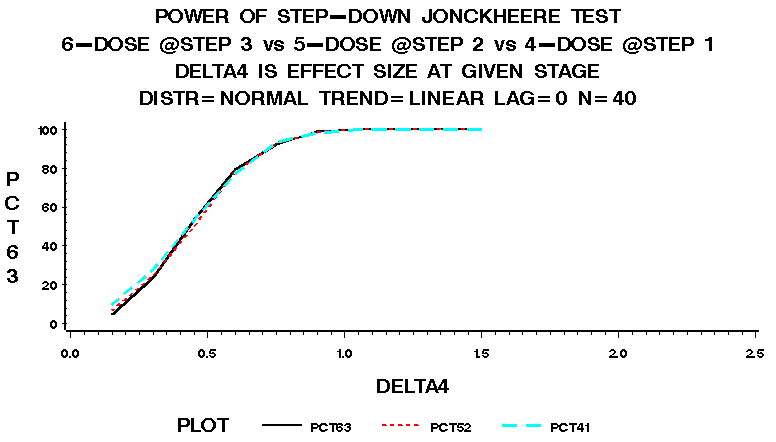 POWER OF STEP-DOWN JONCKHEERE TEST
6-DOSE @STEP 3 vs 5-DOSE @STEP 2 vs 4-DOSE @STEP 1
DELTA4 IS EFFECT SIZE AT GIVEN STAGE
DISTR=NORMAL TREND=LINEAR LAG=0 N=40
PCT63
100
80
60
40
20
0
0.0 0.5 1.0 1.5 2.0 2.5
DELTA4
PLOT PCT63 PCT52 PCT41